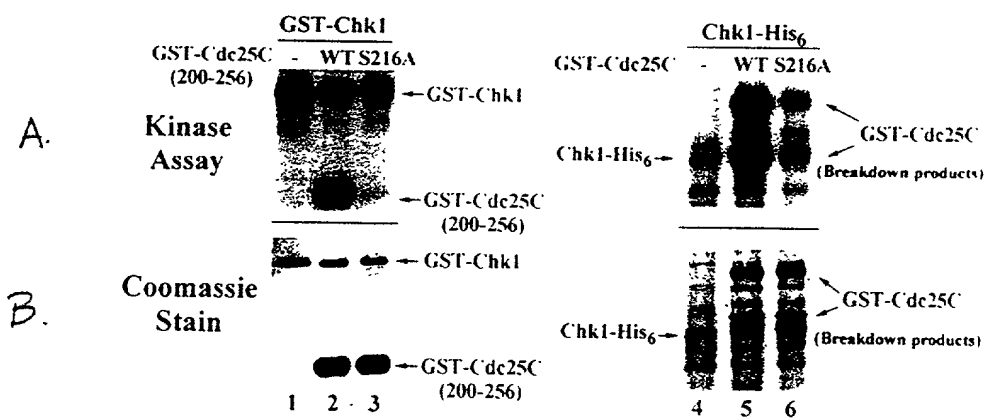 GST-Chk1
GST-Cdc25C - WT S216A
(200-256)
GST-Chk1
A. Kinase
Assay
GST-Cdc25C
(200-256)
Chk1-His6
GST-Cdc25C - WT S216A
GST-Cdc25C
Chk1-His6
(Breakdown products)
B. Coomassie
Stain
GST-Chk1
GST-Cdc25C
(200-256)
1 2 3
GST-Cdc25C
Chk1-His6
(Breakdown products)
4 5 6